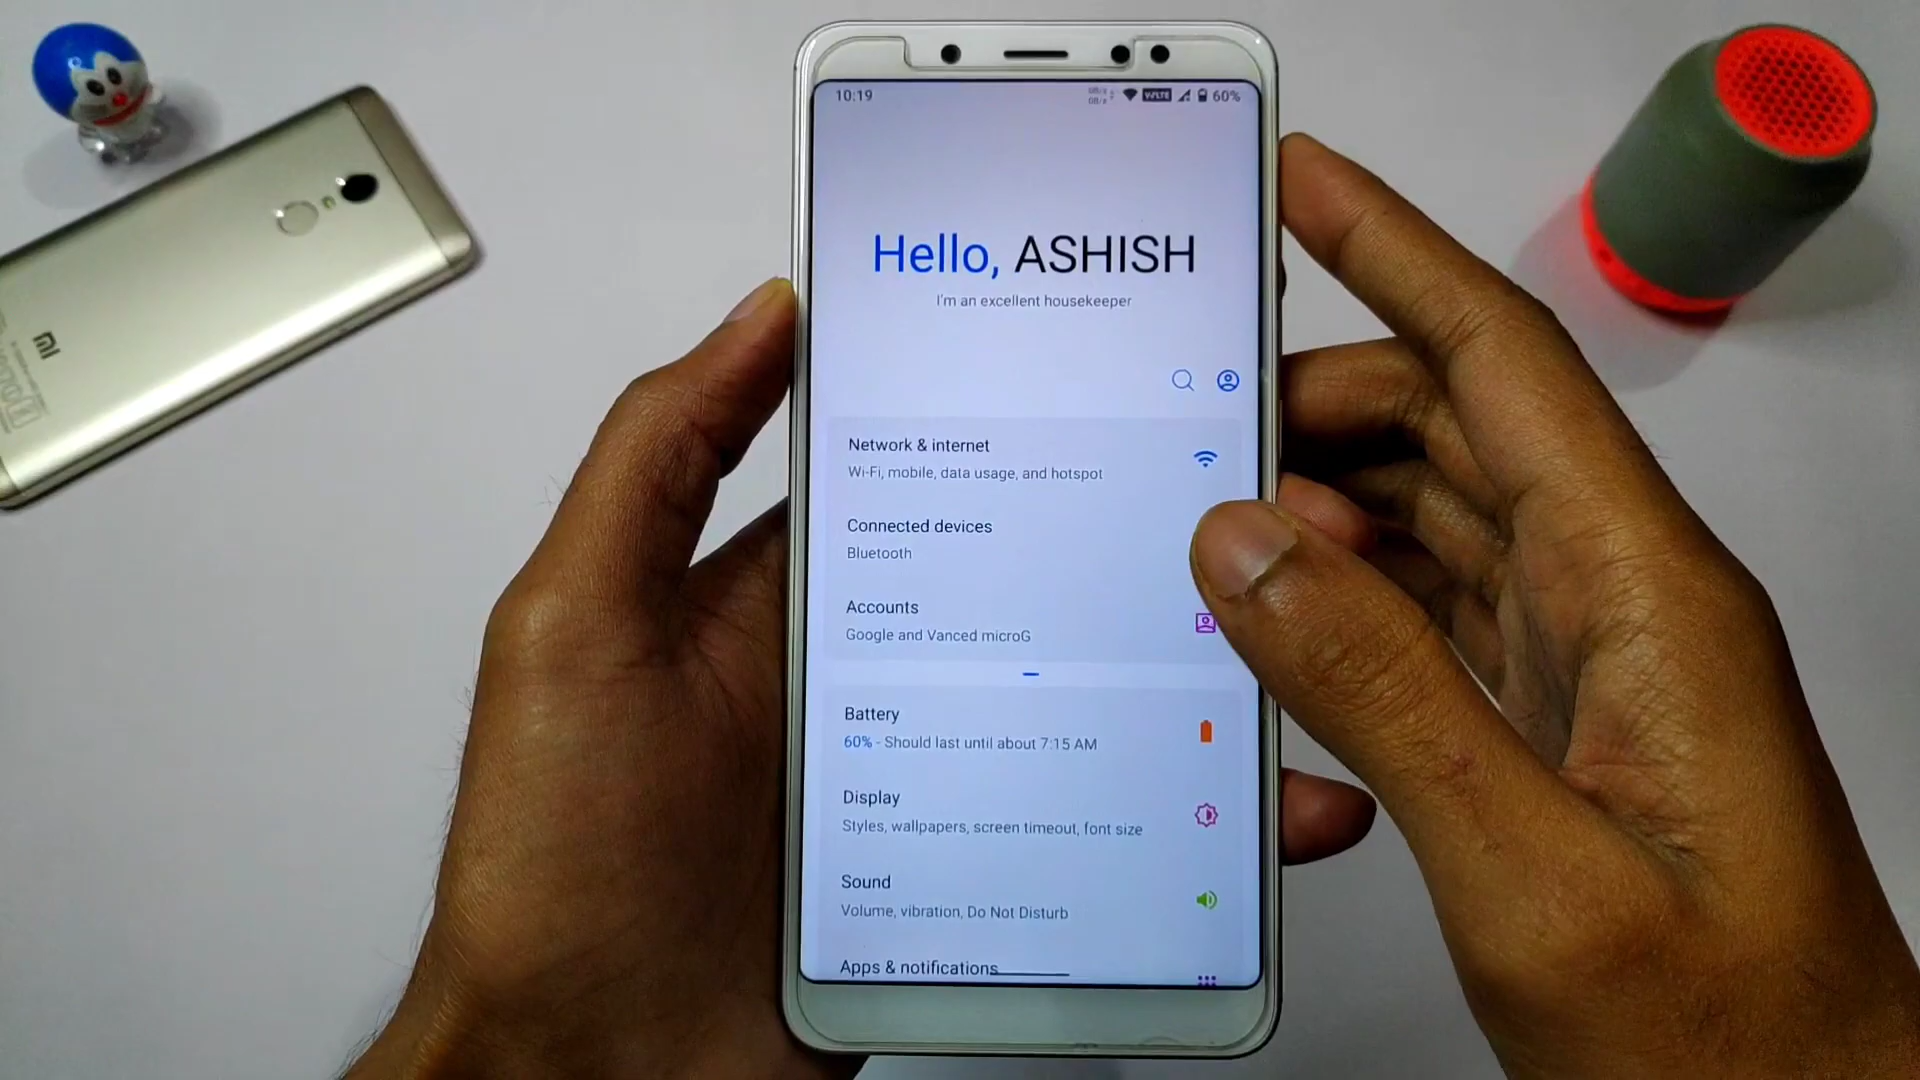 10:19
VoLTE
60%
Hello, ASHISH
I'm an excellent housekeeper
Network & internet
Wi-Fi, mobile, data usage, and hotspot
Connected devices
Bluetooth
Accounts
Google and Vanced microG
Battery
60% - Should last until about 7:15 AM
Display
Styles, wallpapers, screen timeout, font size
Sound
Volume, vibration, Do Not Disturb
Apps & notifications
mi